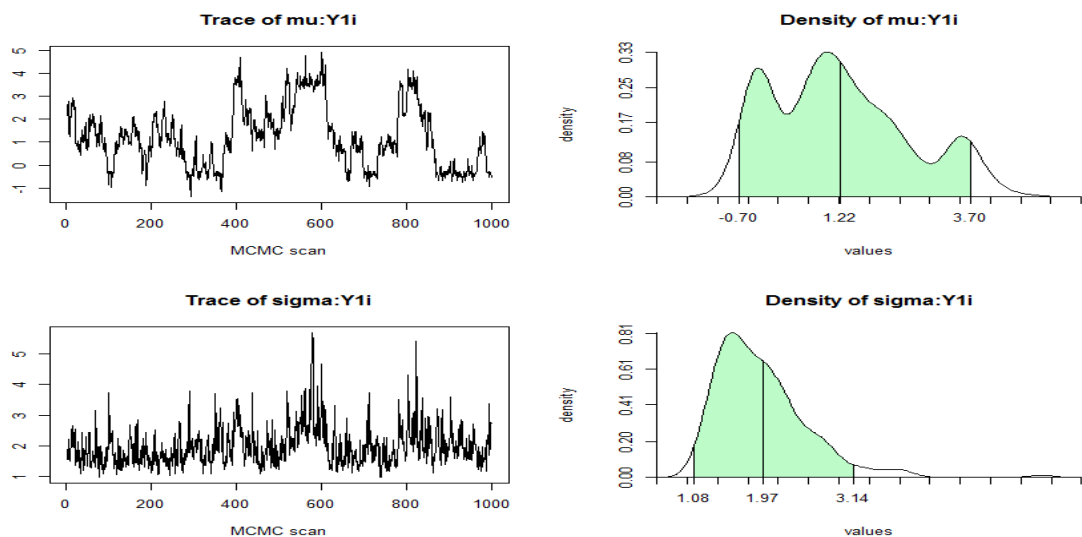 Trace of mu:Y1i
5
4
3
2
1
0
-1
0 200 400 600 800 1000
MCMC scan
Density of mu:Y1i
0.33
0.25
0.17
0.08
0.00
density
-0.70 1.22 3.70
values
Trace of sigma:Y1i
5
4
3
2
1
0 200 400 600 800 1000
MCMC scan
Density of sigma:Y1i
0.81
0.61
0.41
0.20
0.00
density
1.08 1.97 3.14
values